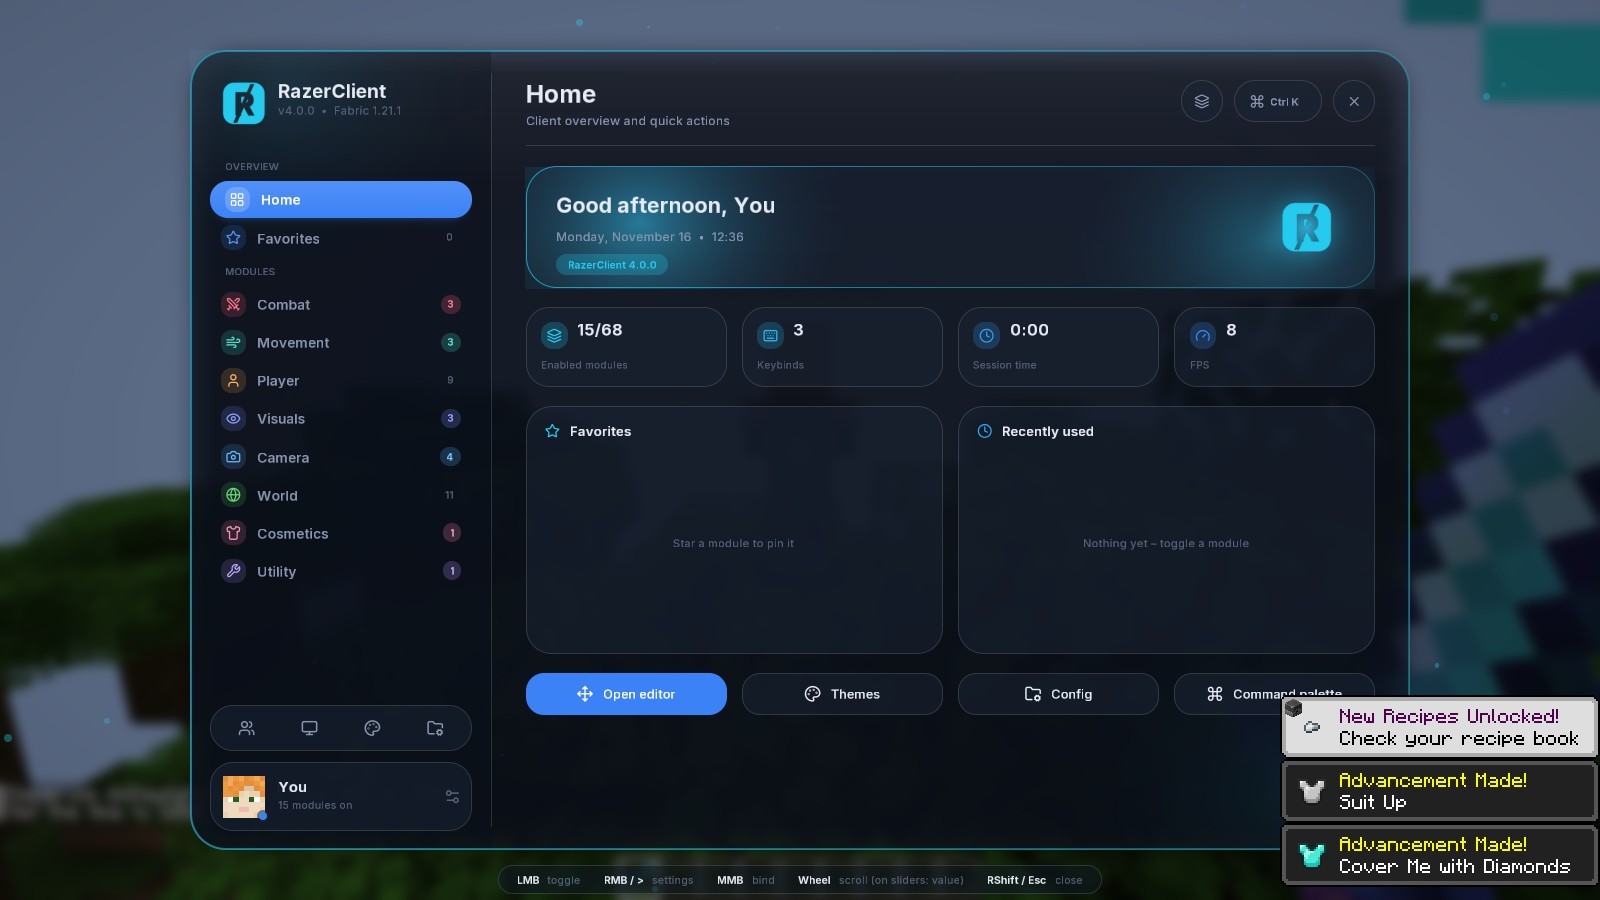 RazerClient
v4.0.0 • Fabric 1.21.1
OVERVIEW
Home
Favorites 0
MODULES
Combat 3
Movement 3
Player 9
Visuals 3
Camera 4
World 11
Cosmetics 1
Utility 1
You
15 modules on
Home
Client overview and quick actions
Ctrl K
Good afternoon, You
Monday, November 16 • 12:36
RazerClient 4.0.0
15/68
Enabled modules
3
Keybinds
0:00
Session time
8
FPS
Favorites
Star a module to pin it
Recently used
Nothing yet – toggle a module
Open editor
Themes
Config
Command palette
New Recipes Unlocked!
Check your recipe book
Advancement Made!
Suit Up
Advancement Made!
Cover Me with Diamonds
LMB toggle RMB / > settings MMB bind Wheel scroll (on sliders: value) RShift / Esc close